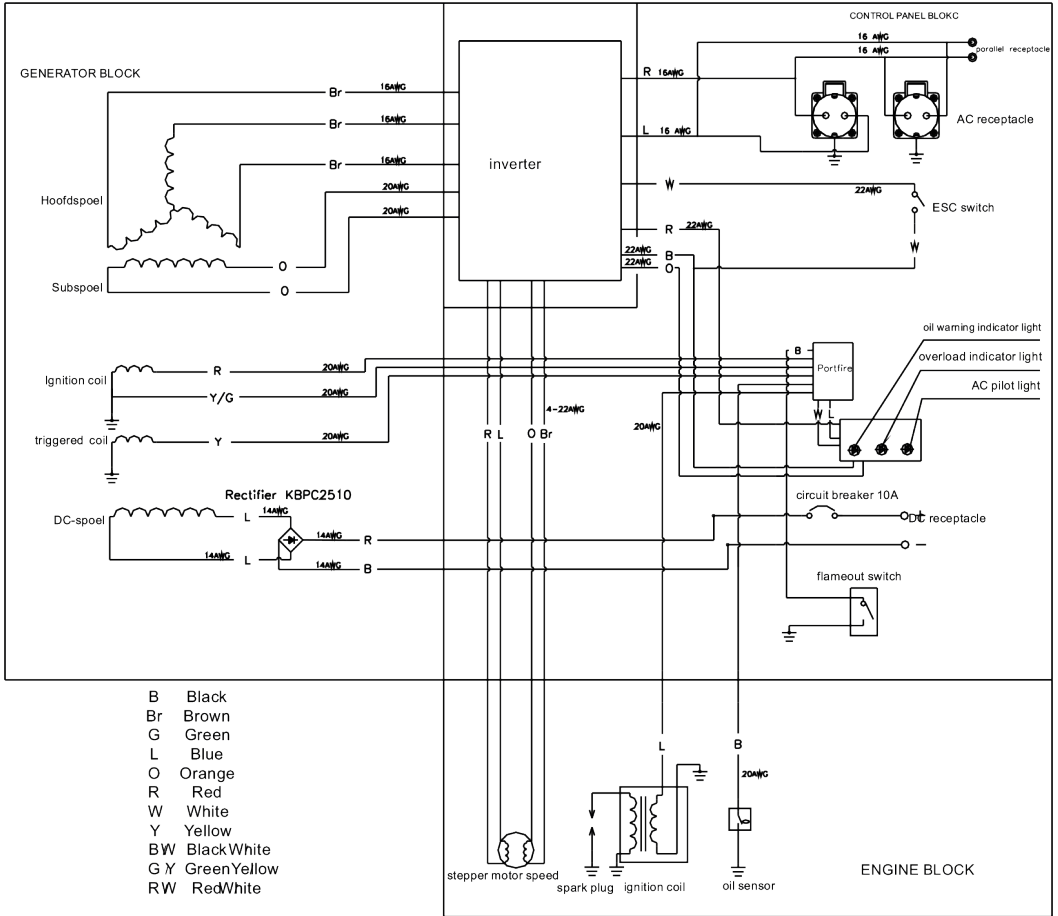 CONTROL PANEL BLOKC
16 AWG
16 AWG
parallel receptacle
GENERATOR BLOCK
R 16AWG
Br 16AWG
AC receptacle
Br 16AWG
L 16 AWG
inverter
Br 16AWG
20AWG
W 22AWG
Hoofdspoel
ESC switch
20AWG
R 22AWG
W
22AWG B
O
22AWG O
Subspoel
O
oil warning indicator light
B
overload indicator light
Portfire
Ignition coil
R 20AWG
AC pilot light
Y/G 20AWG
4-22AWG
W L
20AWG
triggered coil
Y 20AWG
R L O Br
Rectifier KBPC2510
circuit breaker 10A
DC-spoel
L 14AWG
+
DC receptacle
14AWG R
14AWG L
–
14AWG B
flameout switch
B Black
Br Brown
G Green
L Blue
O Orange
R Red
W White
Y Yellow
BW Black White
G Y Green Yellow
RW RedWhite
L
B
20AWG
stepper motor speed
spark plug
ignition coil
oil sensor
ENGINE BLOCK